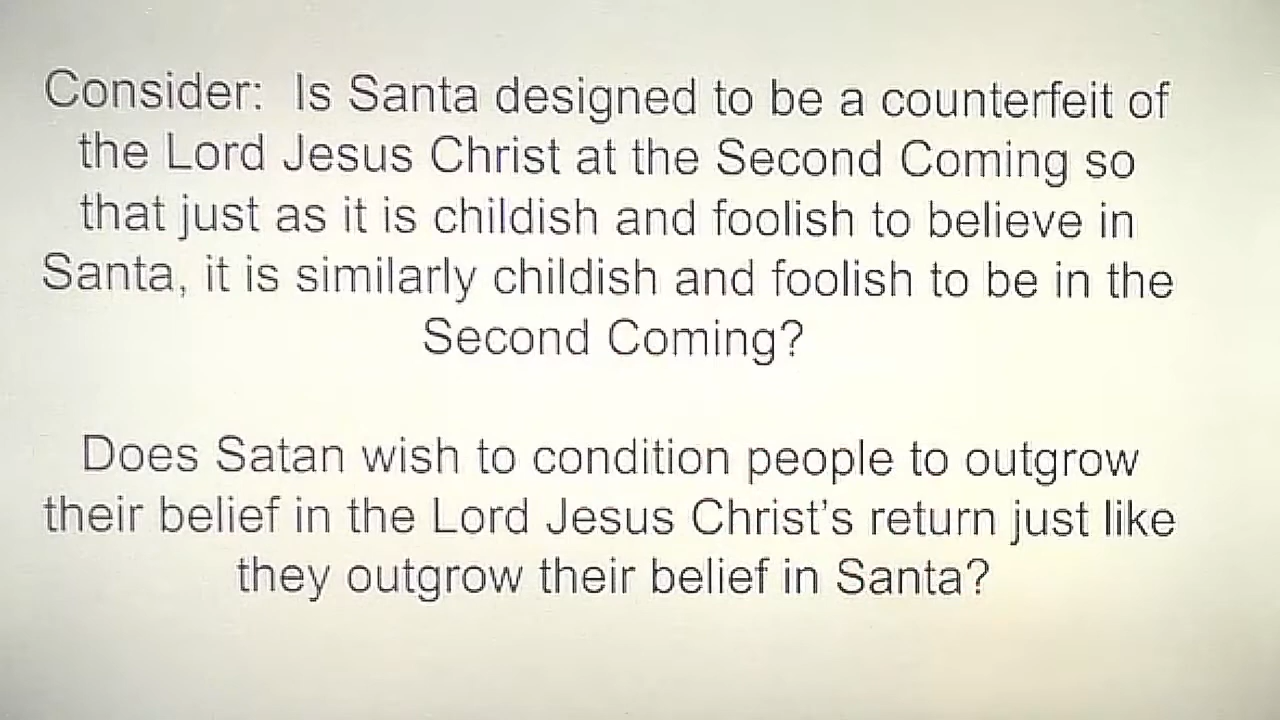 Consider:  Is Santa designed to be a counterfeit of
the Lord Jesus Christ at the Second Coming so
that just as it is childish and foolish to believe in
Santa, it is similarly childish and foolish to be in the
Second Coming?
Does Satan wish to condition people to outgrow
their belief in the Lord Jesus Christ’s return just like
they outgrow their belief in Santa?